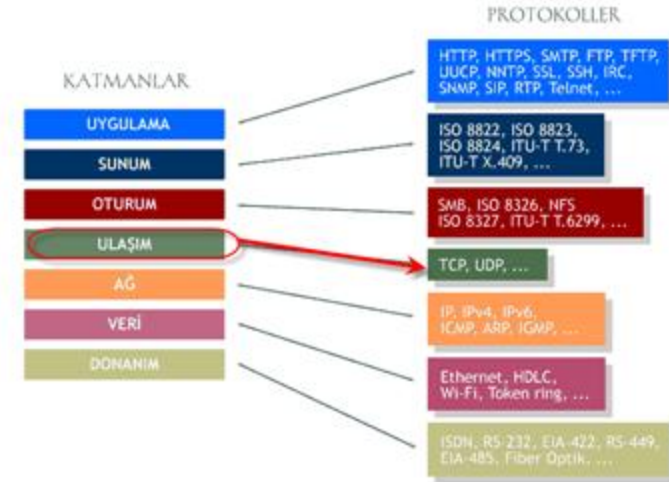 PROTOKOLLER
KATMANLAR
UYGULAMA
SUNUM
OTURUM
ULAŞIM
AĞ
VERİ
DONANIM
HTTP, HTTPS, SMTP, FTP, TFTP,
UUCP, NNTP, SSL, SSH, IRC,
SNMP, SIP, RTP, Telnet, ...
ISO 8822, ISO 8823,
ISO 8824, ITU-T T.73,
ITU-T X.409, ...
SMB, ISO 8326, NFS
ISO 8327, ITU-T T.6299, ...
TCP, UDP, ...
IP, IPv4, IPv6,
ICMP, ARP, IGMP, ...
Ethernet, HDLC,
Wi-Fi, Token ring, ...
ISDN, RS-232, EIA-422, RS-449,
EIA-485, Fiber Optik, ...